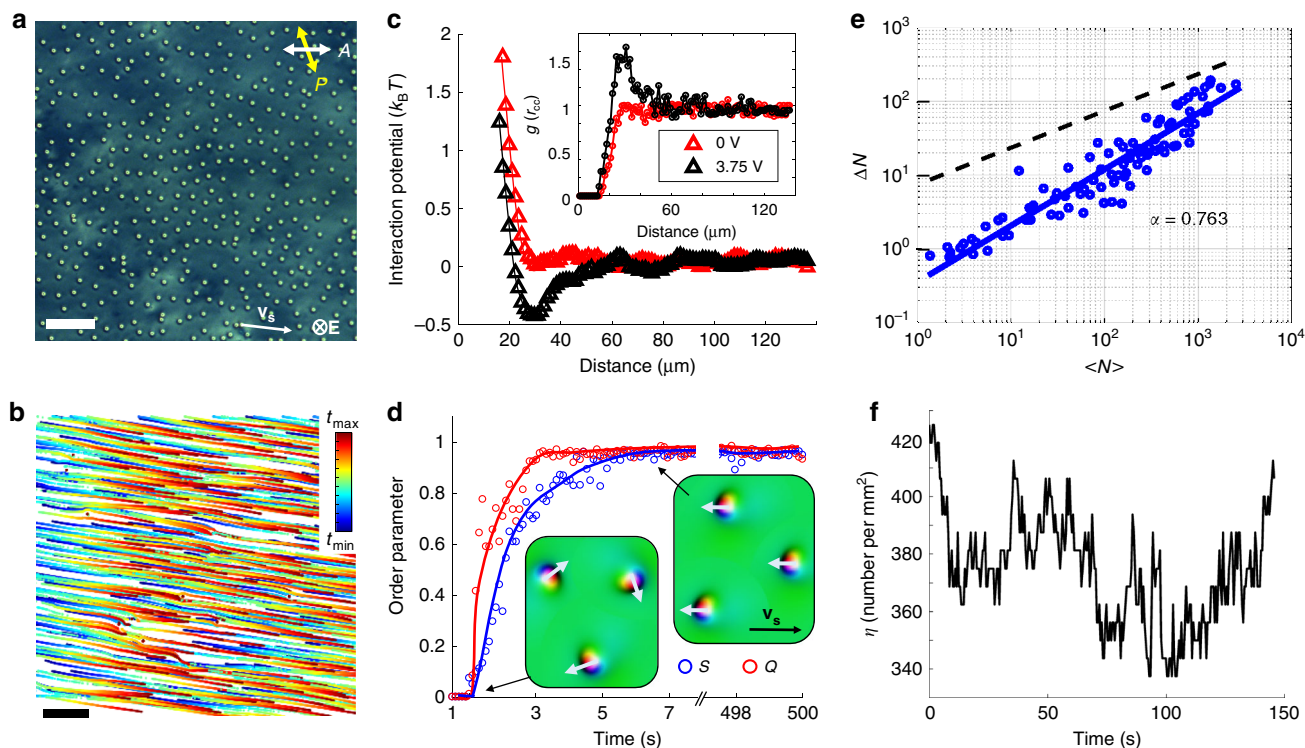 a
A
P
v_s
⊗E
b
t_max
t_min
c
Interaction potential (k_B T)
2
1.5
1
0.5
0
−0.5
0 20 40 60 80 100 120 140
Distance (μm)
g (r_cc)
1.5
1
0.5
0
0 60 120
Distance (μm)
0 V
3.75 V
d
Order parameter
1
0.8
0.6
0.4
0.2
0
1 3 5 7 498 500
Time (s)
v_s
S Q
e
ΔN
10^3
10^2
10^1
10^0
10^−1
10^0 10^1 10^2 10^3 10^4
<N>
α = 0.763
f
η (number per mm²)
420
400
380
360
340
0 50 100 150
Time (s)